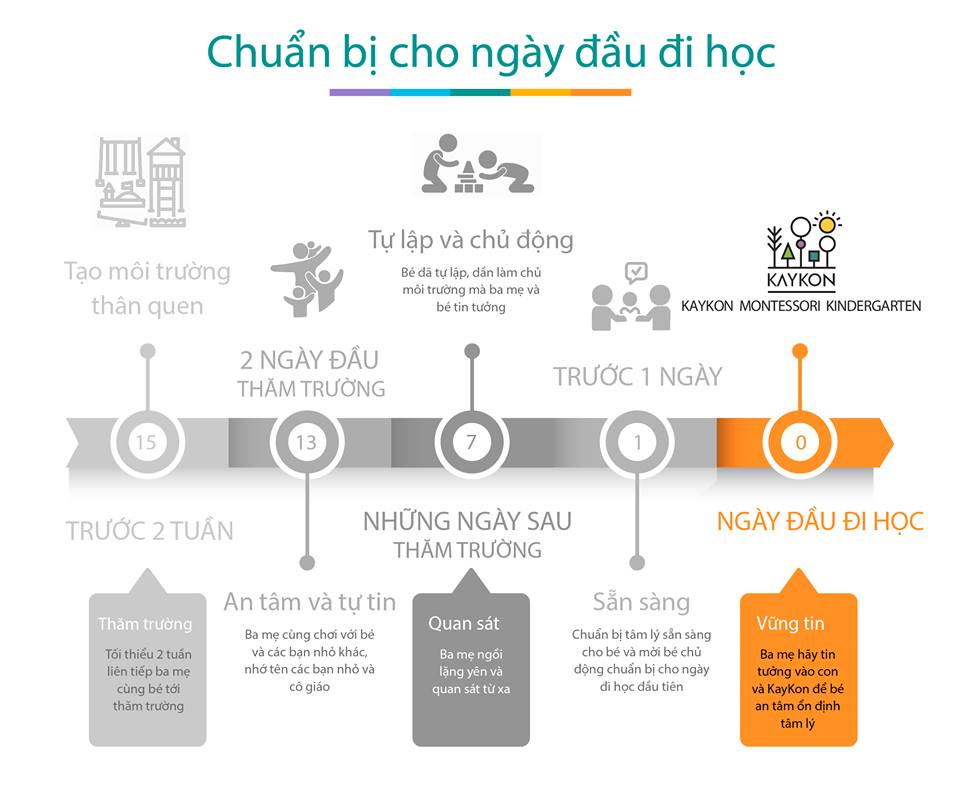 Chuẩn bị cho ngày đầu đi học
Tạo môi trường
thân quen
15
TRƯỚC 2 TUẦN
Thăm trường
Tối thiểu 2 tuần
liên tiếp ba mẹ
cùng bé tới
thăm trường
2 NGÀY ĐẦU
THĂM TRƯỜNG
13
An tâm và tự tin
Ba mẹ cùng chơi với bé
và các bạn nhỏ khác,
nhớ tên các bạn nhỏ và
cô giáo
Tự lập và chủ động
Bé đã tự lập, dần làm chủ
môi trường mà ba mẹ và
bé tin tưởng
7
NHỮNG NGÀY SAU
THĂM TRƯỜNG
Quan sát
Ba mẹ ngồi
lặng yên và
quan sát từ xa
TRƯỚC 1 NGÀY
1
Sẵn sàng
Chuẩn bị tâm lý sẵn sàng
cho bé và mời bé chủ
động chuẩn bị cho ngày
đi học đầu tiên
KAYKON
KAYKON MONTESSORI KINDERGARTEN
0
NGÀY ĐẦU ĐI HỌC
Vững tin
Ba mẹ hãy tin
tưởng vào con
và KayKon để bé
an tâm ổn định
tâm lý